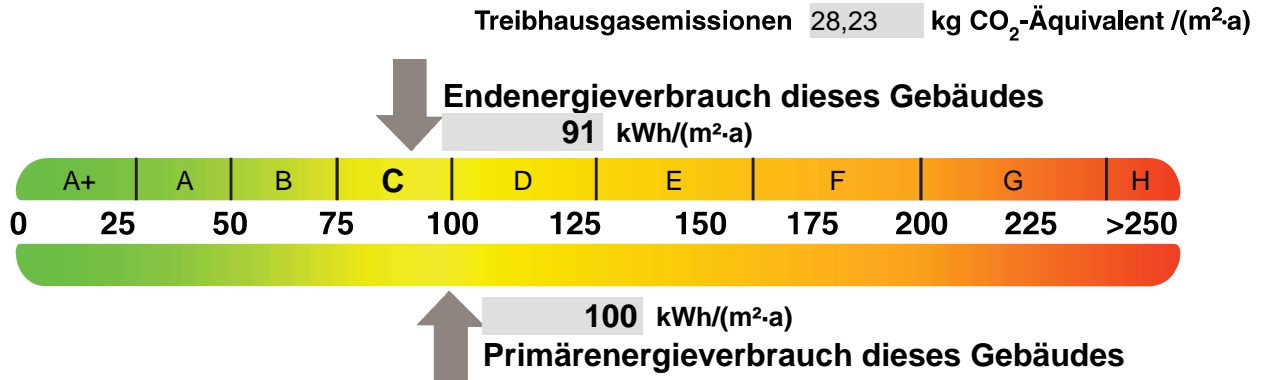 Treibhausgasemissionen 28,23 kg CO₂-Äquivalent /(m²·a)
Endenergieverbrauch dieses Gebäudes
91 kWh/(m²·a)
A+ A B C D E F G H
0 25 50 75 100 125 150 175 200 225 >250
100 kWh/(m²·a)
Primärenergieverbrauch dieses Gebäudes